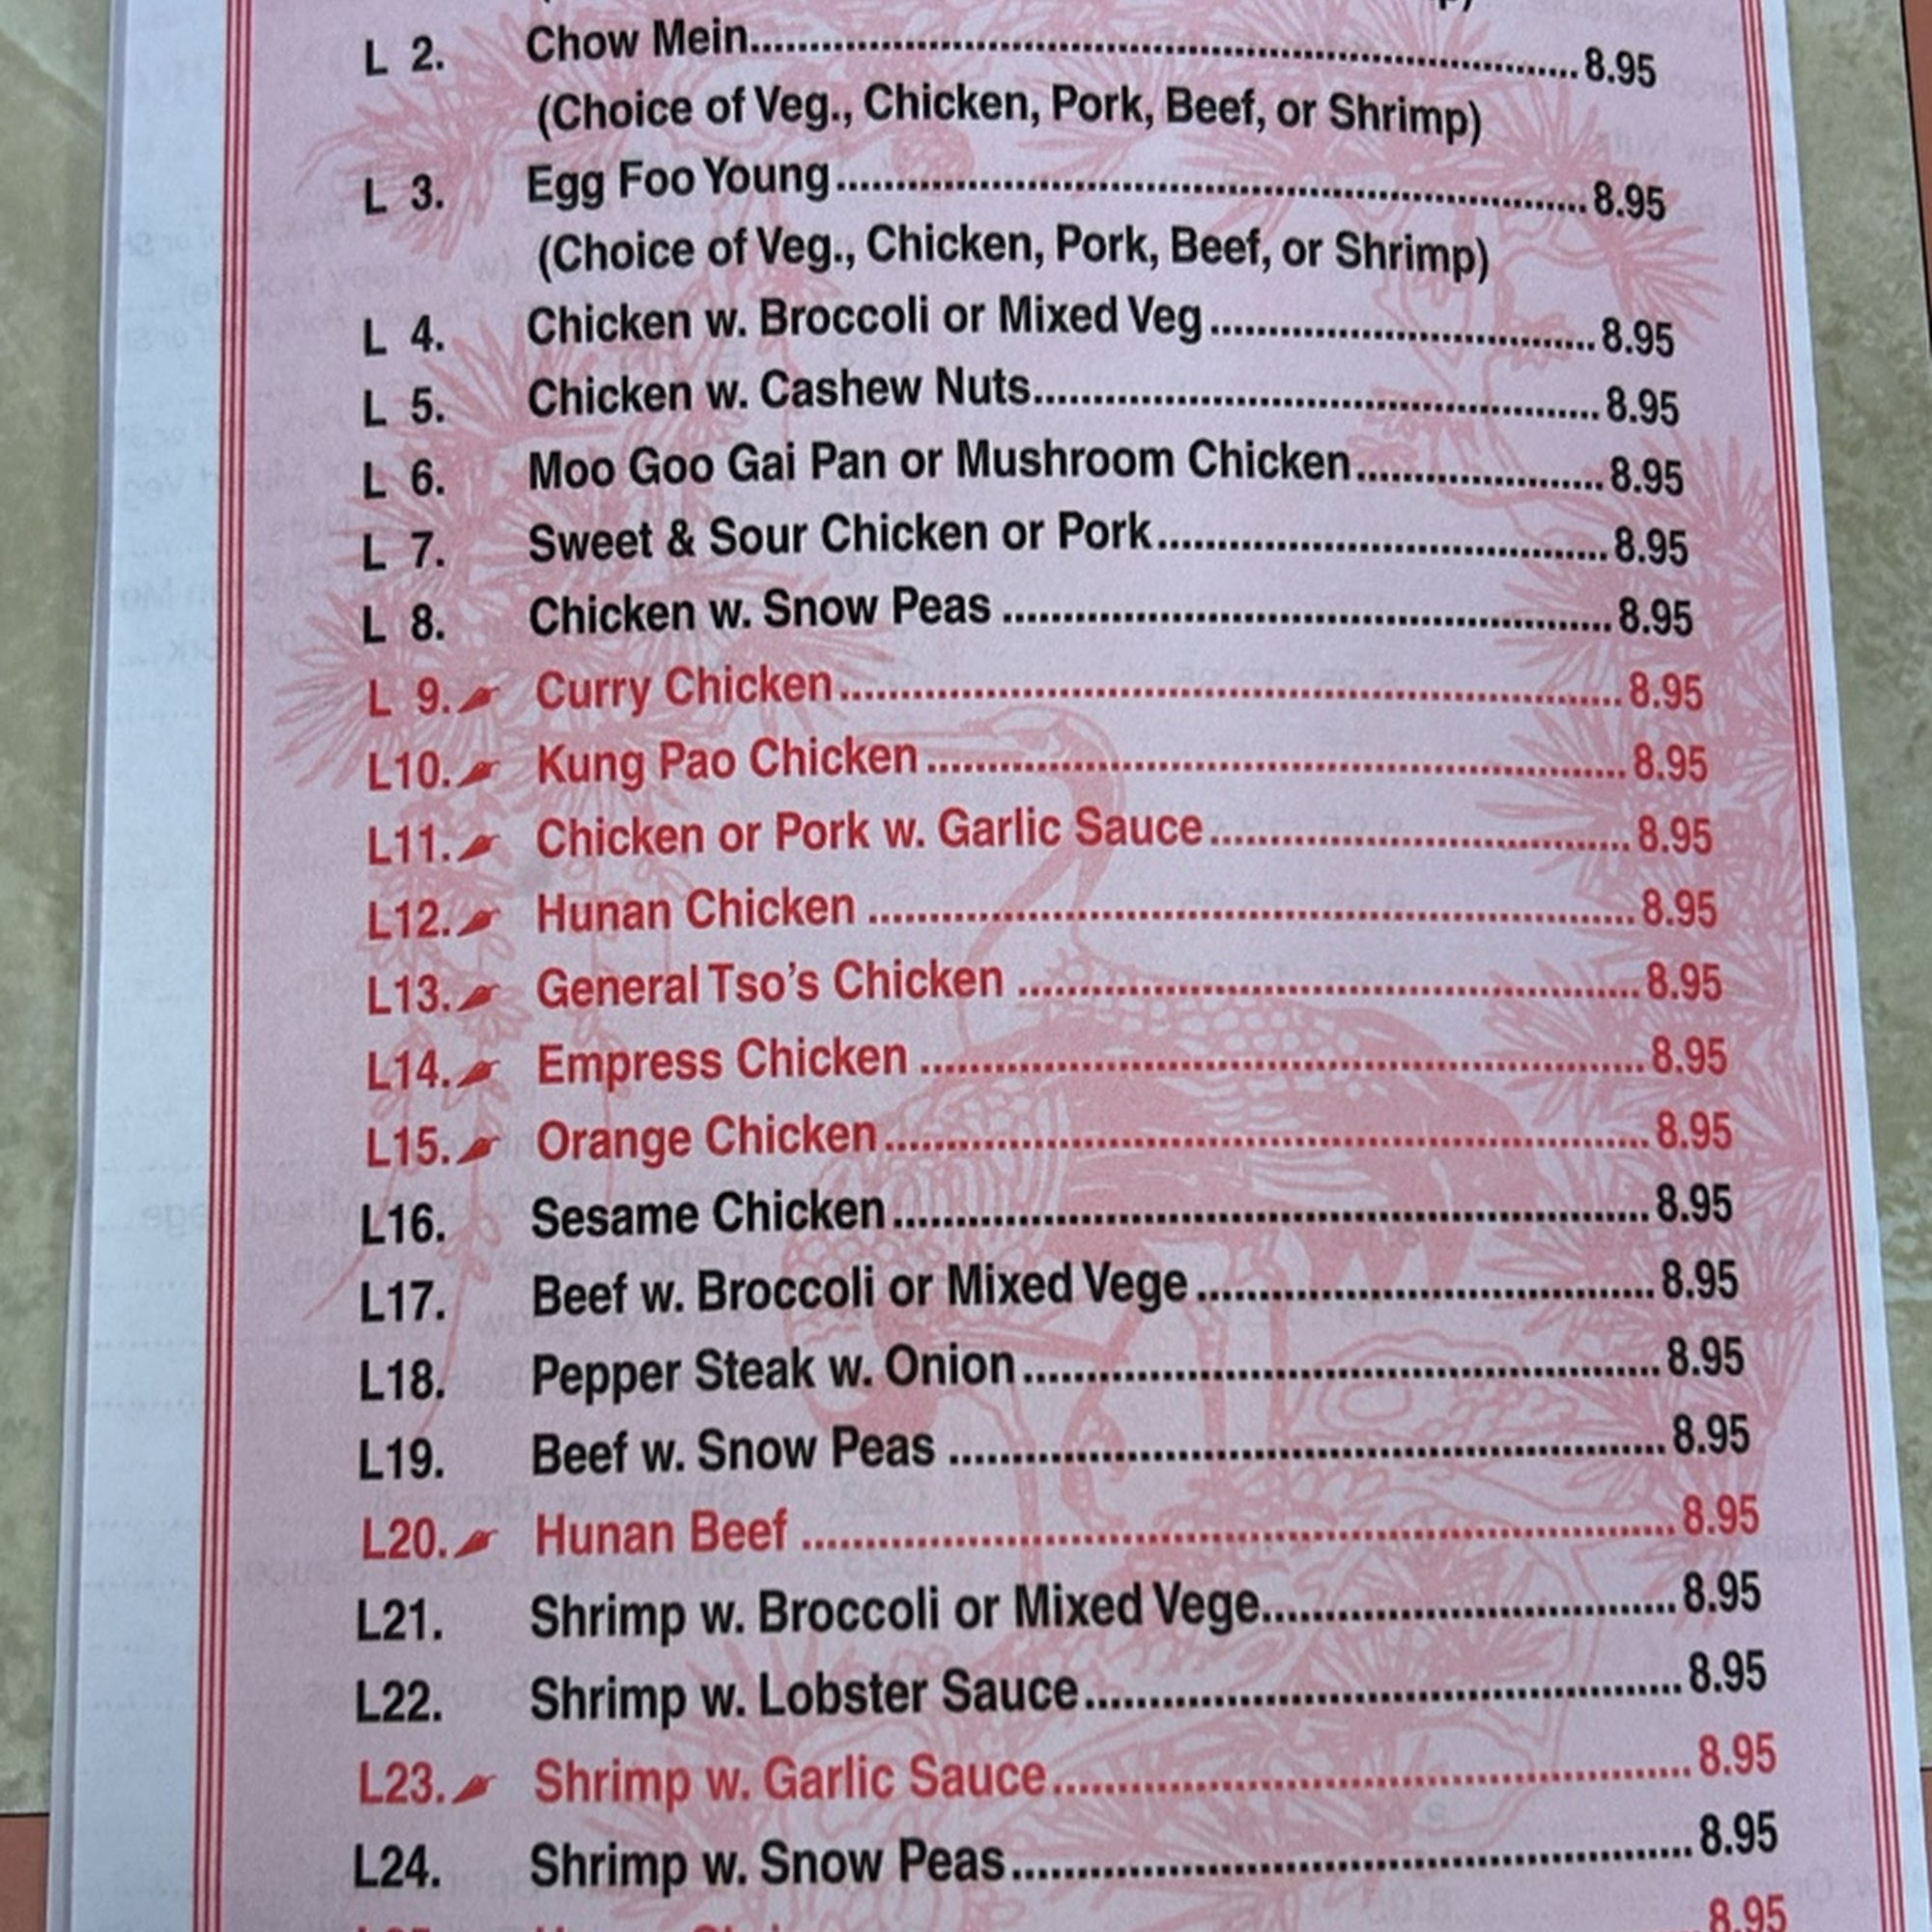 L 2. Chow Mein........8.95
(Choice of Veg., Chicken, Pork, Beef, or Shrimp)
L 3. Egg Foo Young........8.95
(Choice of Veg., Chicken, Pork, Beef, or Shrimp)
L 4. Chicken w. Broccoli or Mixed Veg........8.95
L 5. Chicken w. Cashew Nuts........8.95
L 6. Moo Goo Gai Pan or Mushroom Chicken........8.95
L 7. Sweet & Sour Chicken or Pork........8.95
L 8. Chicken w. Snow Peas ........8.95
L 9. Curry Chicken........8.95
L10. Kung Pao Chicken ........8.95
L11. Chicken or Pork w. Garlic Sauce........8.95
L12. Hunan Chicken ........8.95
L13. General Tso's Chicken ........8.95
L14. Empress Chicken ........8.95
L15. Orange Chicken........8.95
L16. Sesame Chicken........8.95
L17. Beef w. Broccoli or Mixed Vege ........8.95
L18. Pepper Steak w. Onion........8.95
L19. Beef w. Snow Peas ........8.95
L20. Hunan Beef ........8.95
L21. Shrimp w. Broccoli or Mixed Vege........8.95
L22. Shrimp w. Lobster Sauce........8.95
L23. Shrimp w. Garlic Sauce........8.95
L24. Shrimp w. Snow Peas........8.95
8.95